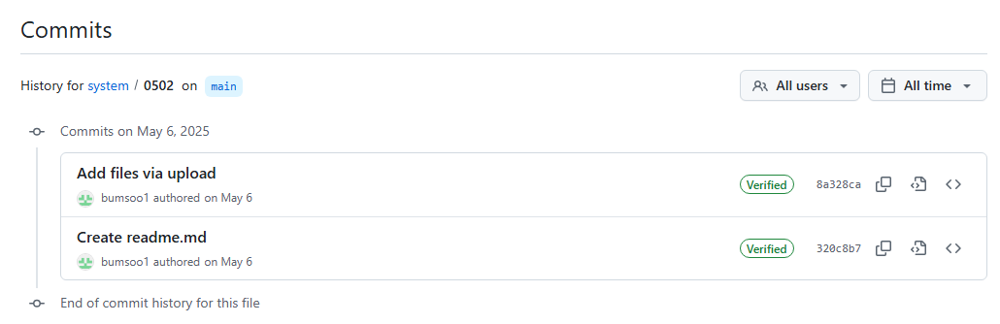 Commits
History for system / 0502 on main
All users
All time
Commits on May 6, 2025
Add files via upload
bumsoo1 authored on May 6
Verified
8a328ca
Create readme.md
bumsoo1 authored on May 6
Verified
320c8b7
End of commit history for this file